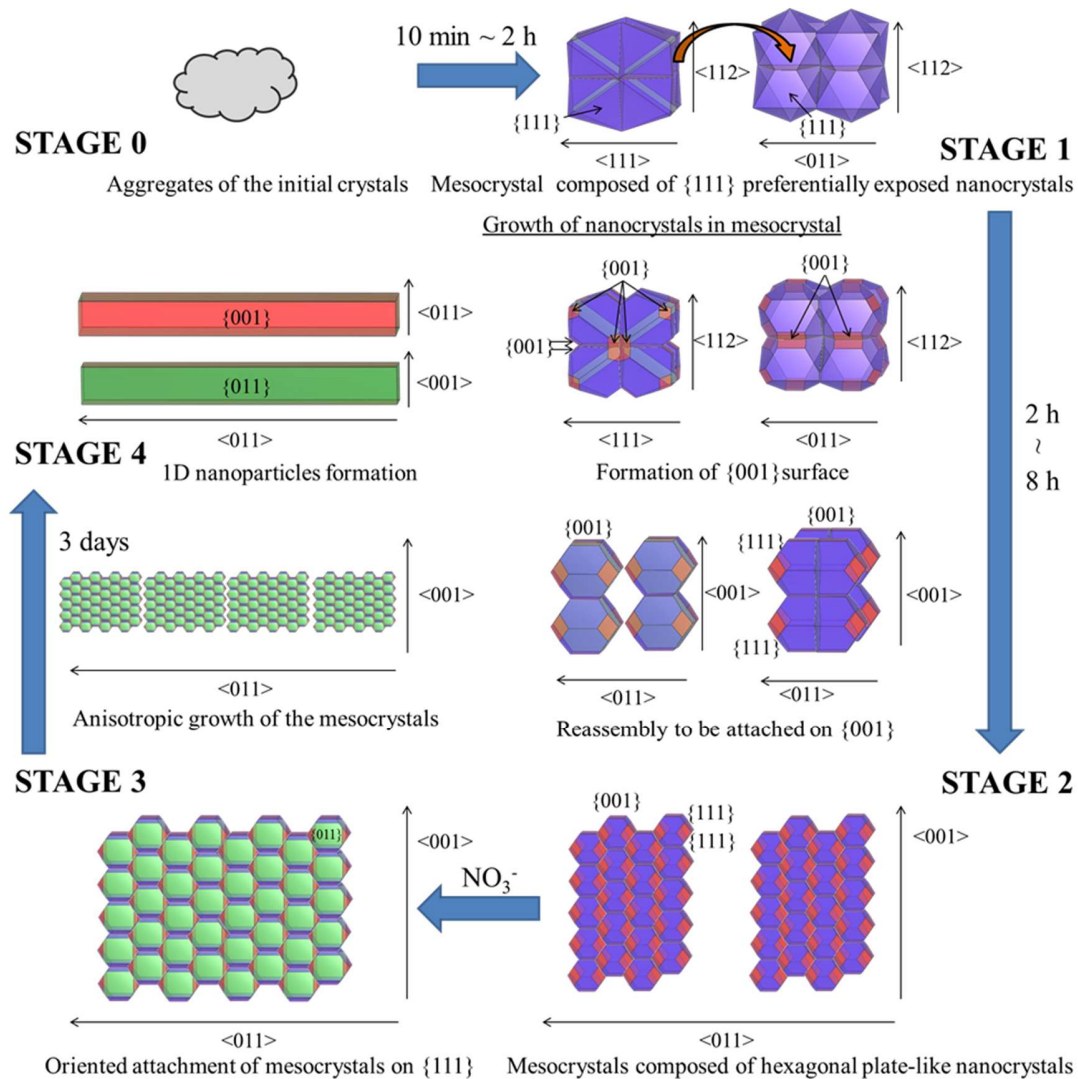 10 min ~ 2 h
<112>
<112>
{111}
{111}
STAGE 0
<111>
<011>
STAGE 1
Aggregates of the initial crystals
Mesocrystal composed of {111} preferentially exposed nanocrystals
Growth of nanocrystals in mesocrystal
{001}
{001}
{001}
<011>
{001}
<112>
<112>
{011}
<001>
<011>
<111>
<011>
2 h
~
8 h
STAGE 4
1D nanoparticles formation
Formation of {001} surface
3 days
{001}
{001}
{111}
<001>
<001>
<001>
{111}
<011>
<011>
<011>
Anisotropic growth of the mesocrystals
Reassembly to be attached on {001}
STAGE 3
STAGE 2
{001}
{111}
{011}
<001>
{111}
<001>
NO₃⁻
<011>
<011>
Oriented attachment of mesocrystals on {111}
Mesocrystals composed of hexagonal plate-like nanocrystals